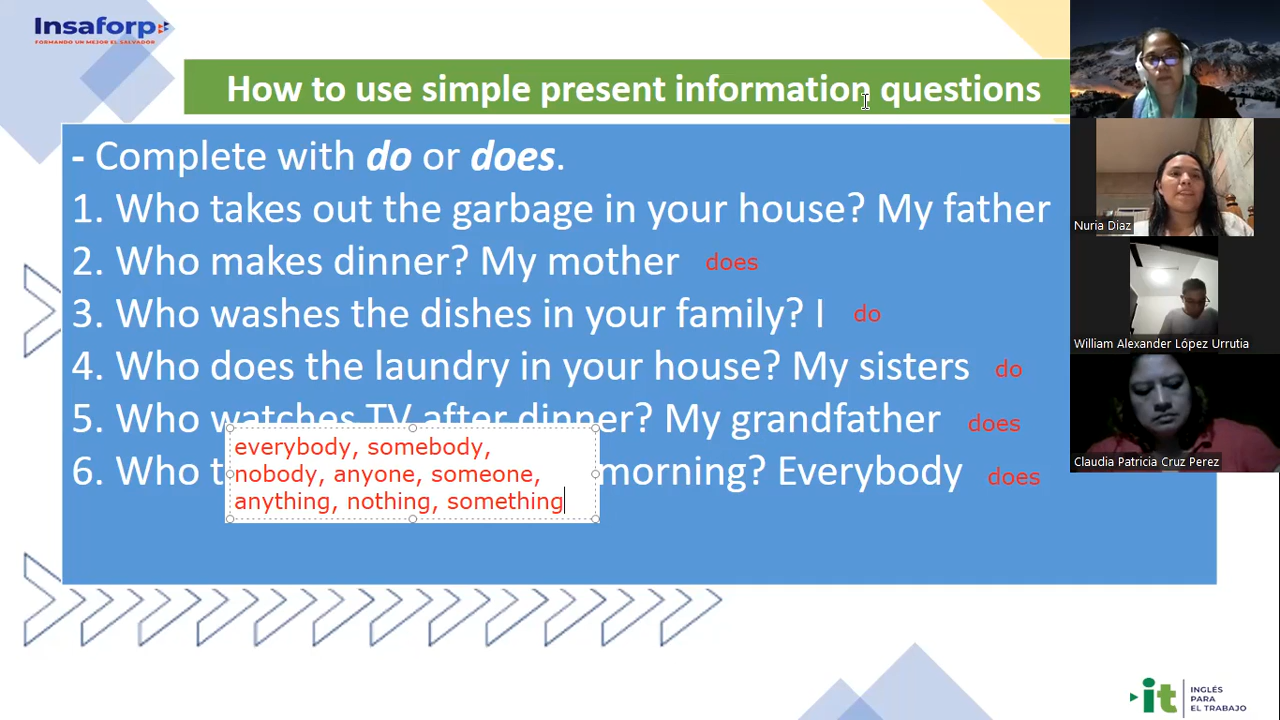 Insaforp
FORMANDO UN MEJOR EL SALVADOR
How to use simple present information questions
- Complete with do or does.
1. Who takes out the garbage in your house? My father
2. Who makes dinner? My mother does
3. Who washes the dishes in your family? I do
4. Who does the laundry in your house? My sisters do
5. Who watches TV after dinner? My grandfather does
6. Who t morning? Everybody does
everybody, somebody,
nobody, anyone, someone,
anything, nothing, something
Nuria Diaz
William Alexander López Urrutia
Claudia Patricia Cruz Perez
it INGLÉS
PARA
EL TRABAJO